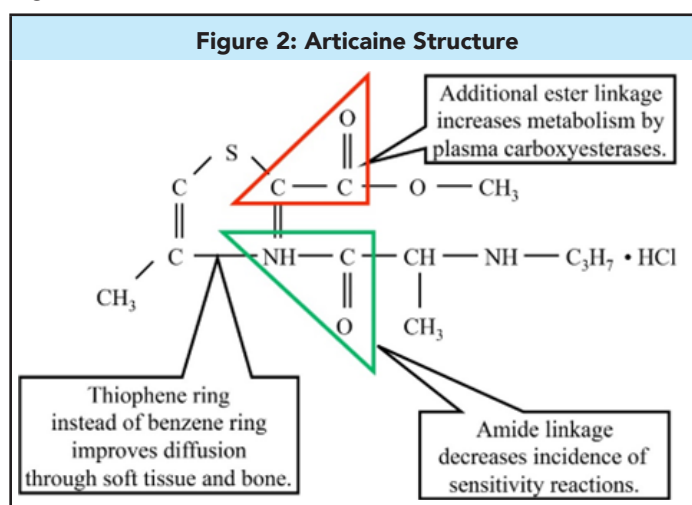 Figure 2: Articaine Structure
Additional ester linkage
increases metabolism by
plasma carboxyesterases.
O
S
C
C — C — O — CH₃
C — NH — C — CH — NH — C₃H₇ • HCl
CH₃
O
CH₃
Thiophene ring
instead of benzene ring
improves diffusion
through soft tissue and bone.
Amide linkage
decreases incidence of
sensitivity reactions.